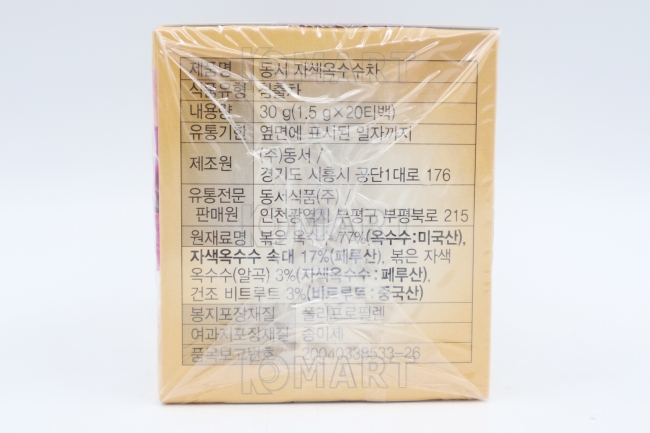 KOMART
제품명 동서 자색옥수수차
식품유형 침출차
내용량 30 g(1.5 g×20티백)
유통기한 옆면에 표시된 일자까지
제조원 (주)동서 /
경기도 시흥시 공단1대로 176
유통전문 동서식품(주) /
판매원 인천광역시 부평구 부평북로 215
KOMART
원재료명 볶은 옥수수 77%(옥수수:미국산),
자색옥수수 속대 17%(페루산), 볶은 자색
옥수수(알곡) 3%(자색옥수수:페루산),
건조 비트루트 3%(비트루트:중국산)
봉지포장재질 폴리프로필렌
여과지포장재질 종이제
품목보고번호 20040338533-26
KOMART